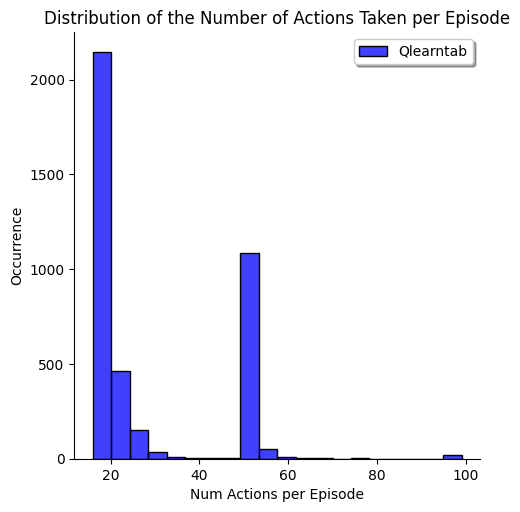 Distribution of the Number of Actions Taken per Episode
Qlearntab
Occurrence
2000
1500
1000
500
0
20 40 60 80 100
Num Actions per Episode